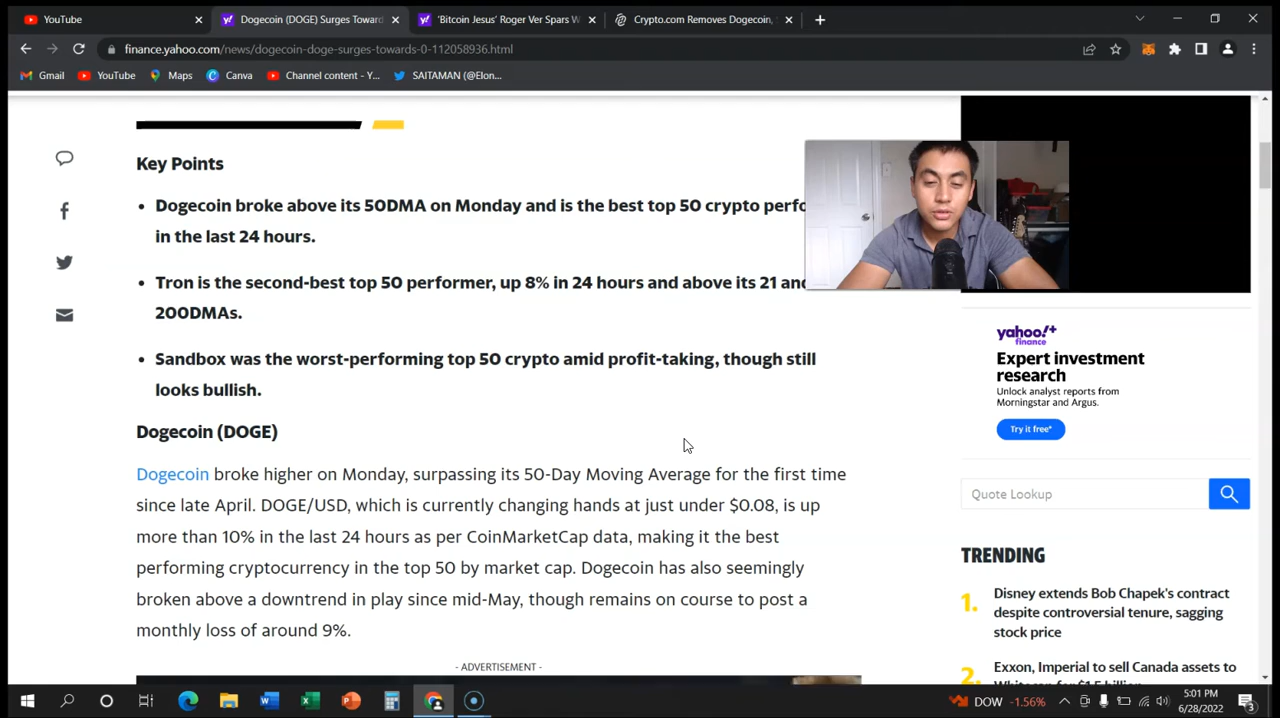 YouTube
Dogecoin (DOGE) Surges Toward
'Bitcoin Jesus' Roger Ver Spars W
Crypto.com Removes Dogecoin,
finance.yahoo.com/news/dogecoin-doge-surges-towards-0-112058936.html
Gmail
YouTube
Maps
Canva
Channel content - Y...
SAITAMAN (@Elon...
Key Points
• Dogecoin broke above its 50DMA on Monday and is the best top 50 crypto perfo
in the last 24 hours.
• Tron is the second-best top 50 performer, up 8% in 24 hours and above its 21 and
200DMAs.
• Sandbox was the worst-performing top 50 crypto amid profit-taking, though still
looks bullish.
Dogecoin (DOGE)
Dogecoin broke higher on Monday, surpassing its 50-Day Moving Average for the first time
since late April. DOGE/USD, which is currently changing hands at just under $0.08, is up
more than 10% in the last 24 hours as per CoinMarketCap data, making it the best
performing cryptocurrency in the top 50 by market cap. Dogecoin has also seemingly
broken above a downtrend in play since mid-May, though remains on course to post a
monthly loss of around 9%.
- ADVERTISEMENT -
yahoo!+
finance
Expert investment
research
Unlock analyst reports from
Morningstar and Argus.
Try it free*
Quote Lookup
TRENDING
1. Disney extends Bob Chapek's contract
despite controversial tenure, sagging
stock price
2. Exxon, Imperial to sell Canada assets to
DOW -1.56%
5:01 PM
6/28/2022
3